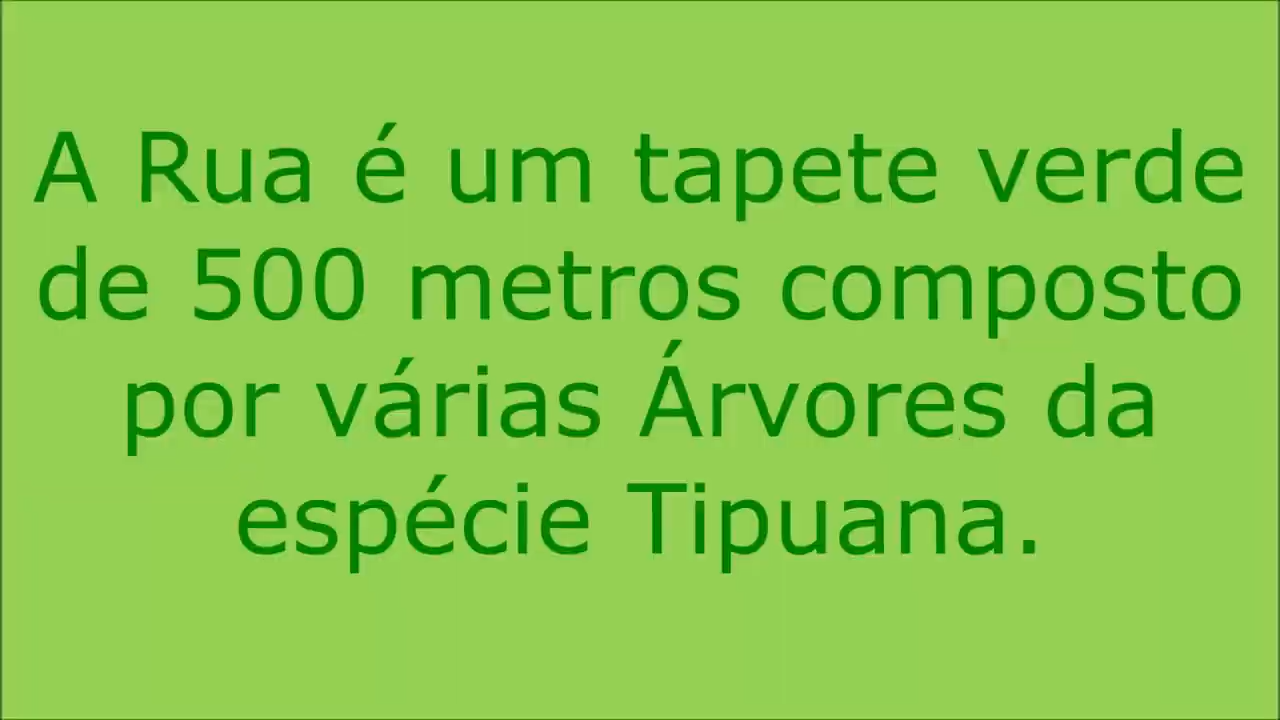 A Rua é um tapete verde
de 500 metros composto
por várias Árvores da
espécie Tipuana.